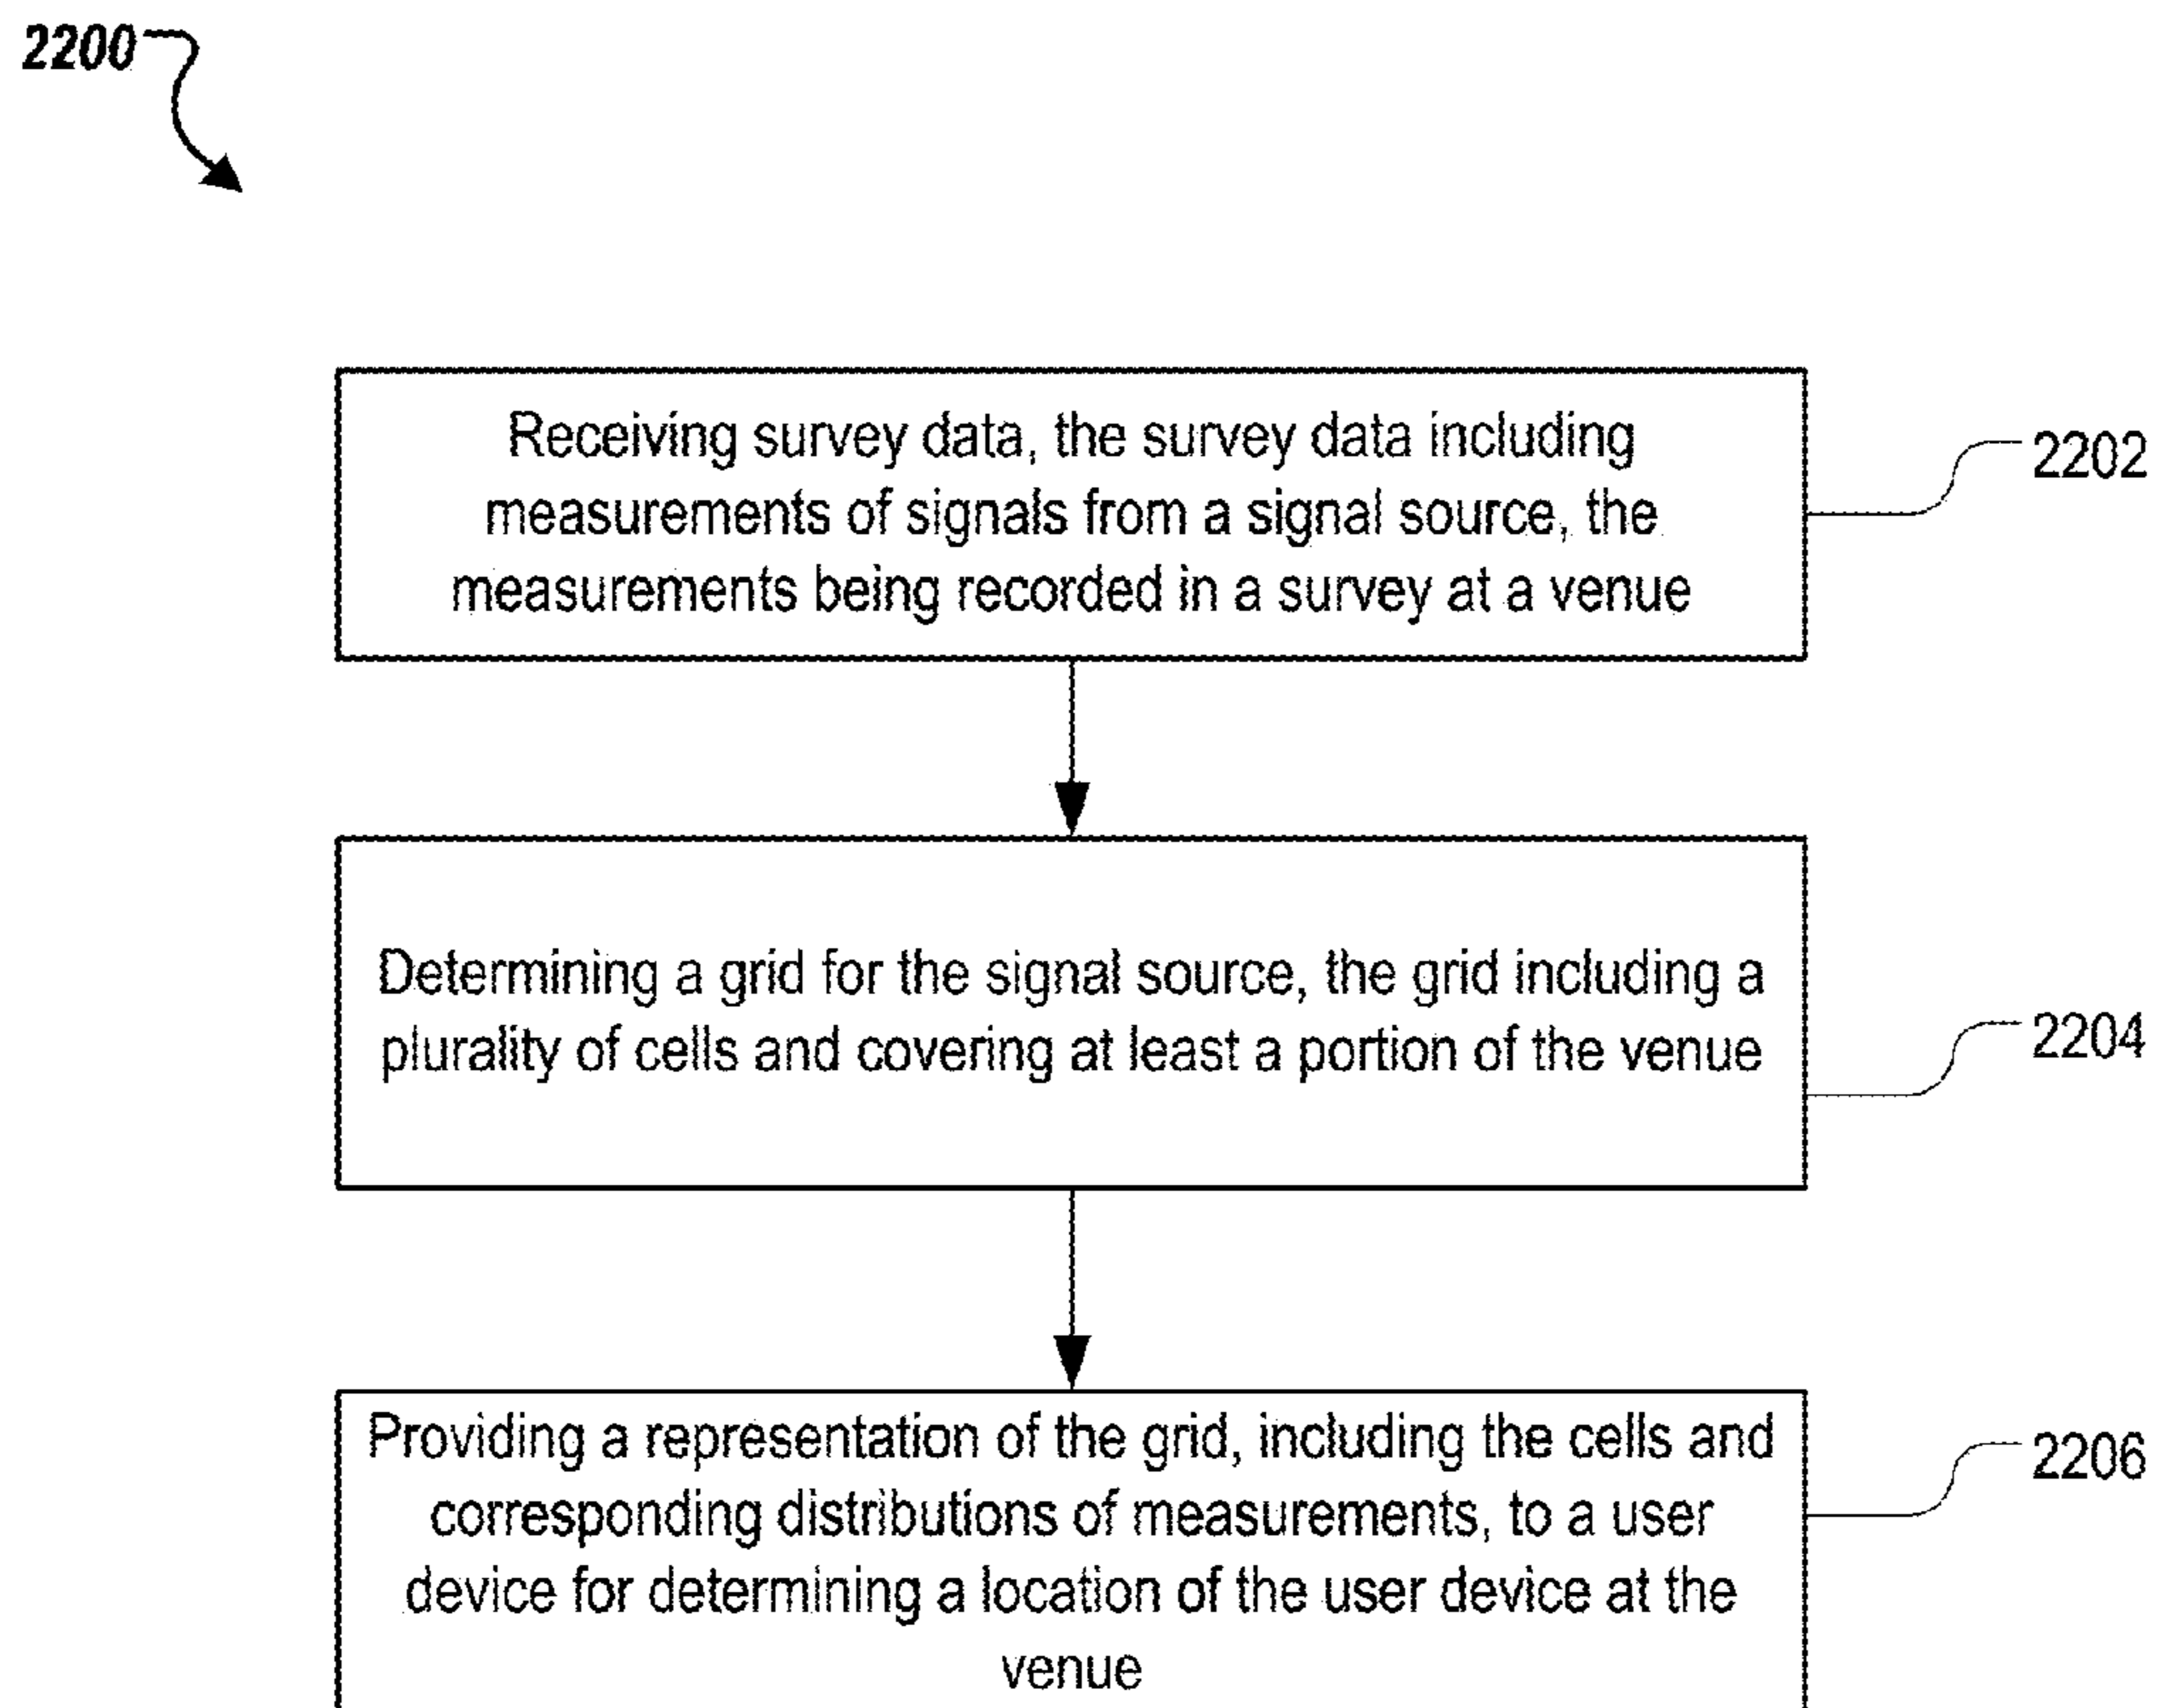 2200
Receiving survey data, the survey data including
measurements of signals from a signal source, the
measurements being recorded in a survey at a venue
2202
Determining a grid for the signal source, the grid including a
plurality of cells and covering at least a portion of the venue
2204
Providing a representation of the grid, including the cells and
corresponding distributions of measurements, to a user
device for determining a location of the user device at the
venue
2206